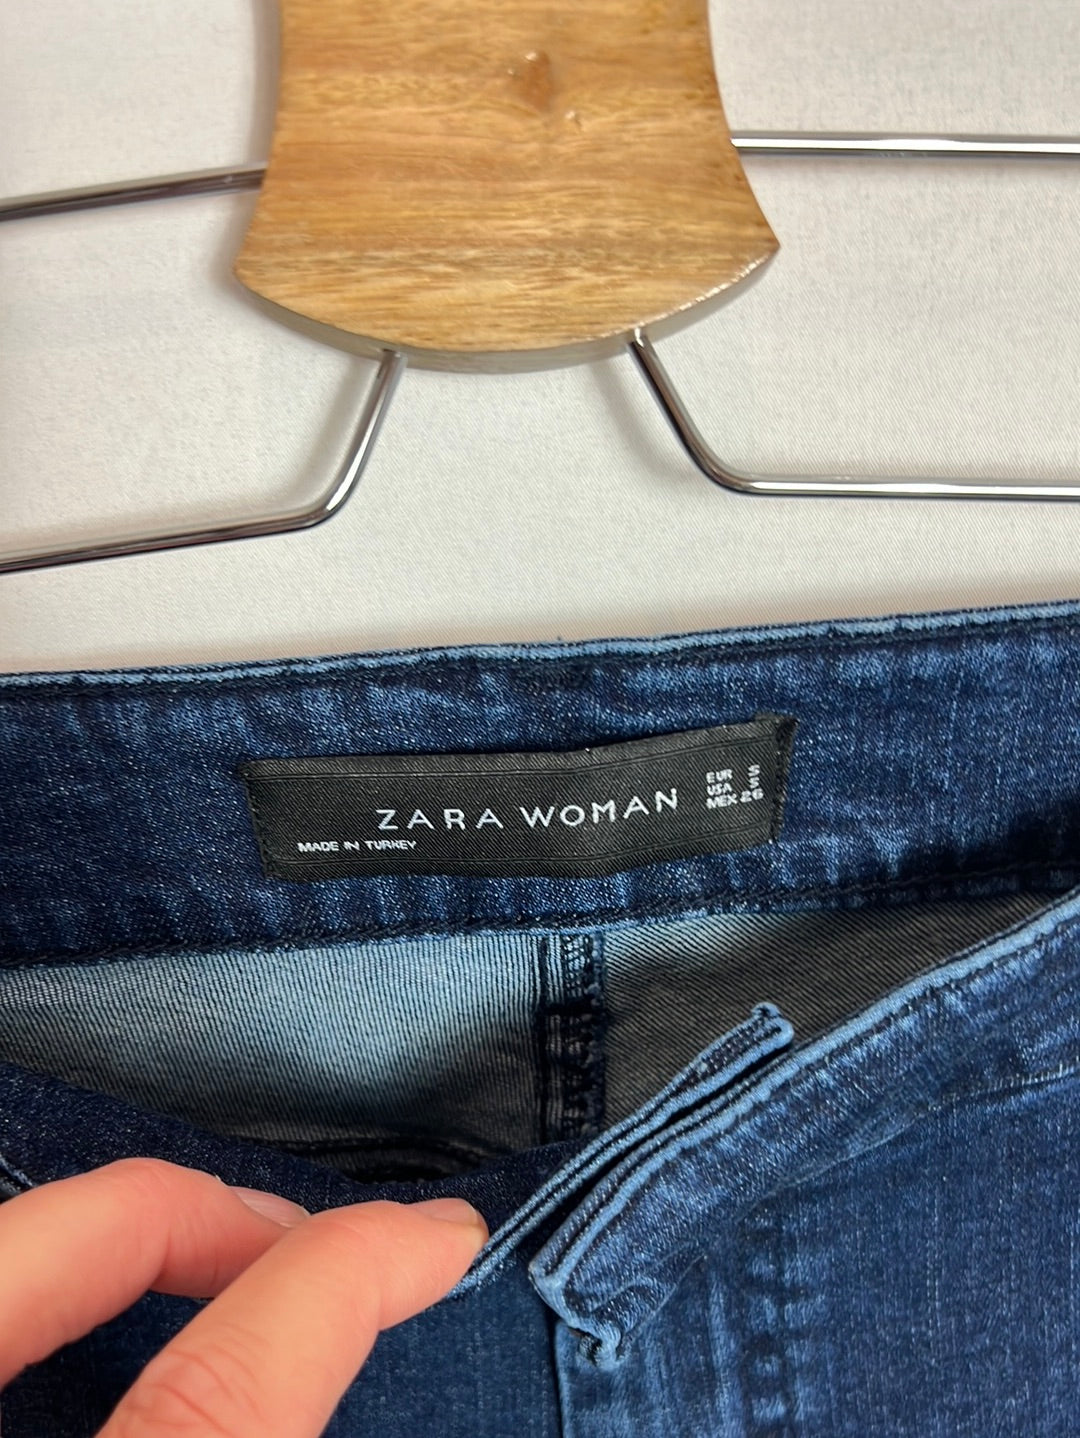 ZARA WOMAN
MADE IN TURKEY
EUR S
USA S
MEX 26